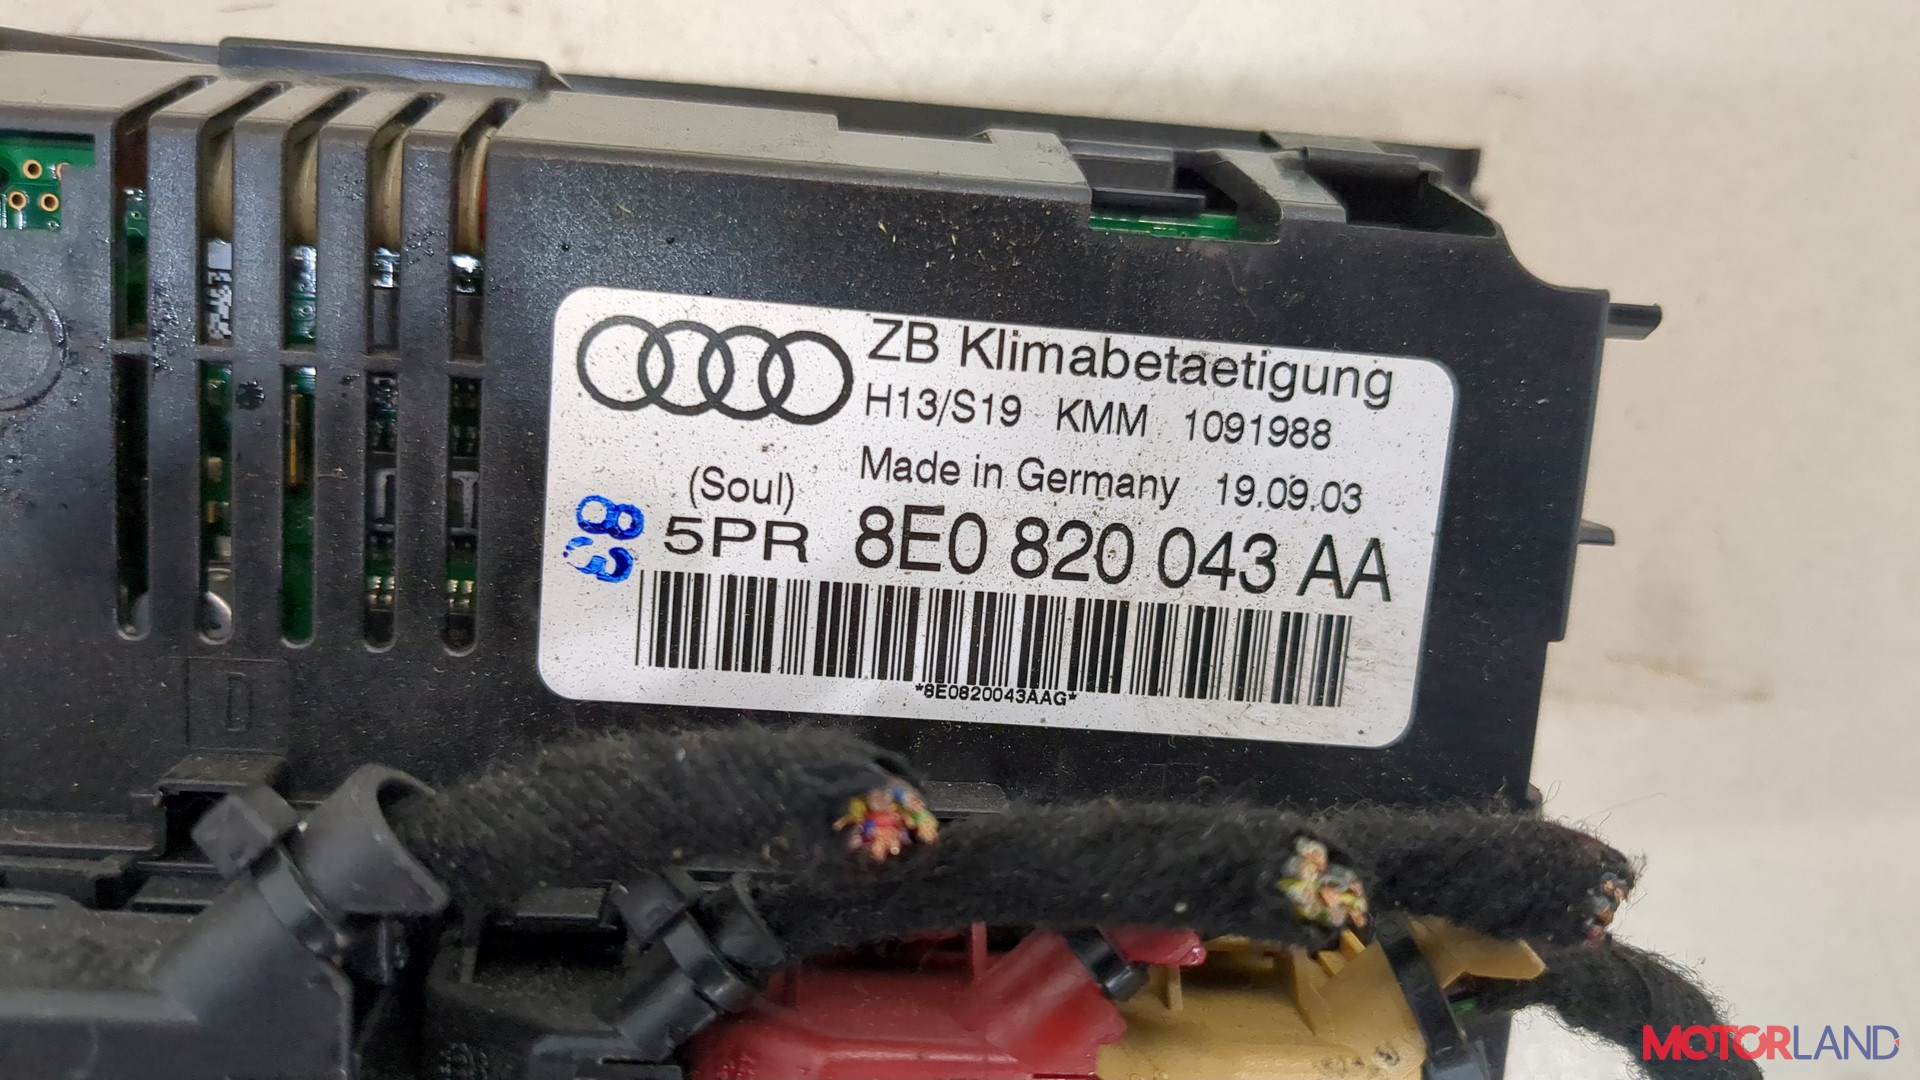 ZB Klimabetaetigung
H13/S19 KMM 1091988
Made in Germany 19.09.03
(Soul)
83
5PR 8E0 820 043 AA
*8E0820043AAG*
D
MOTORLAND